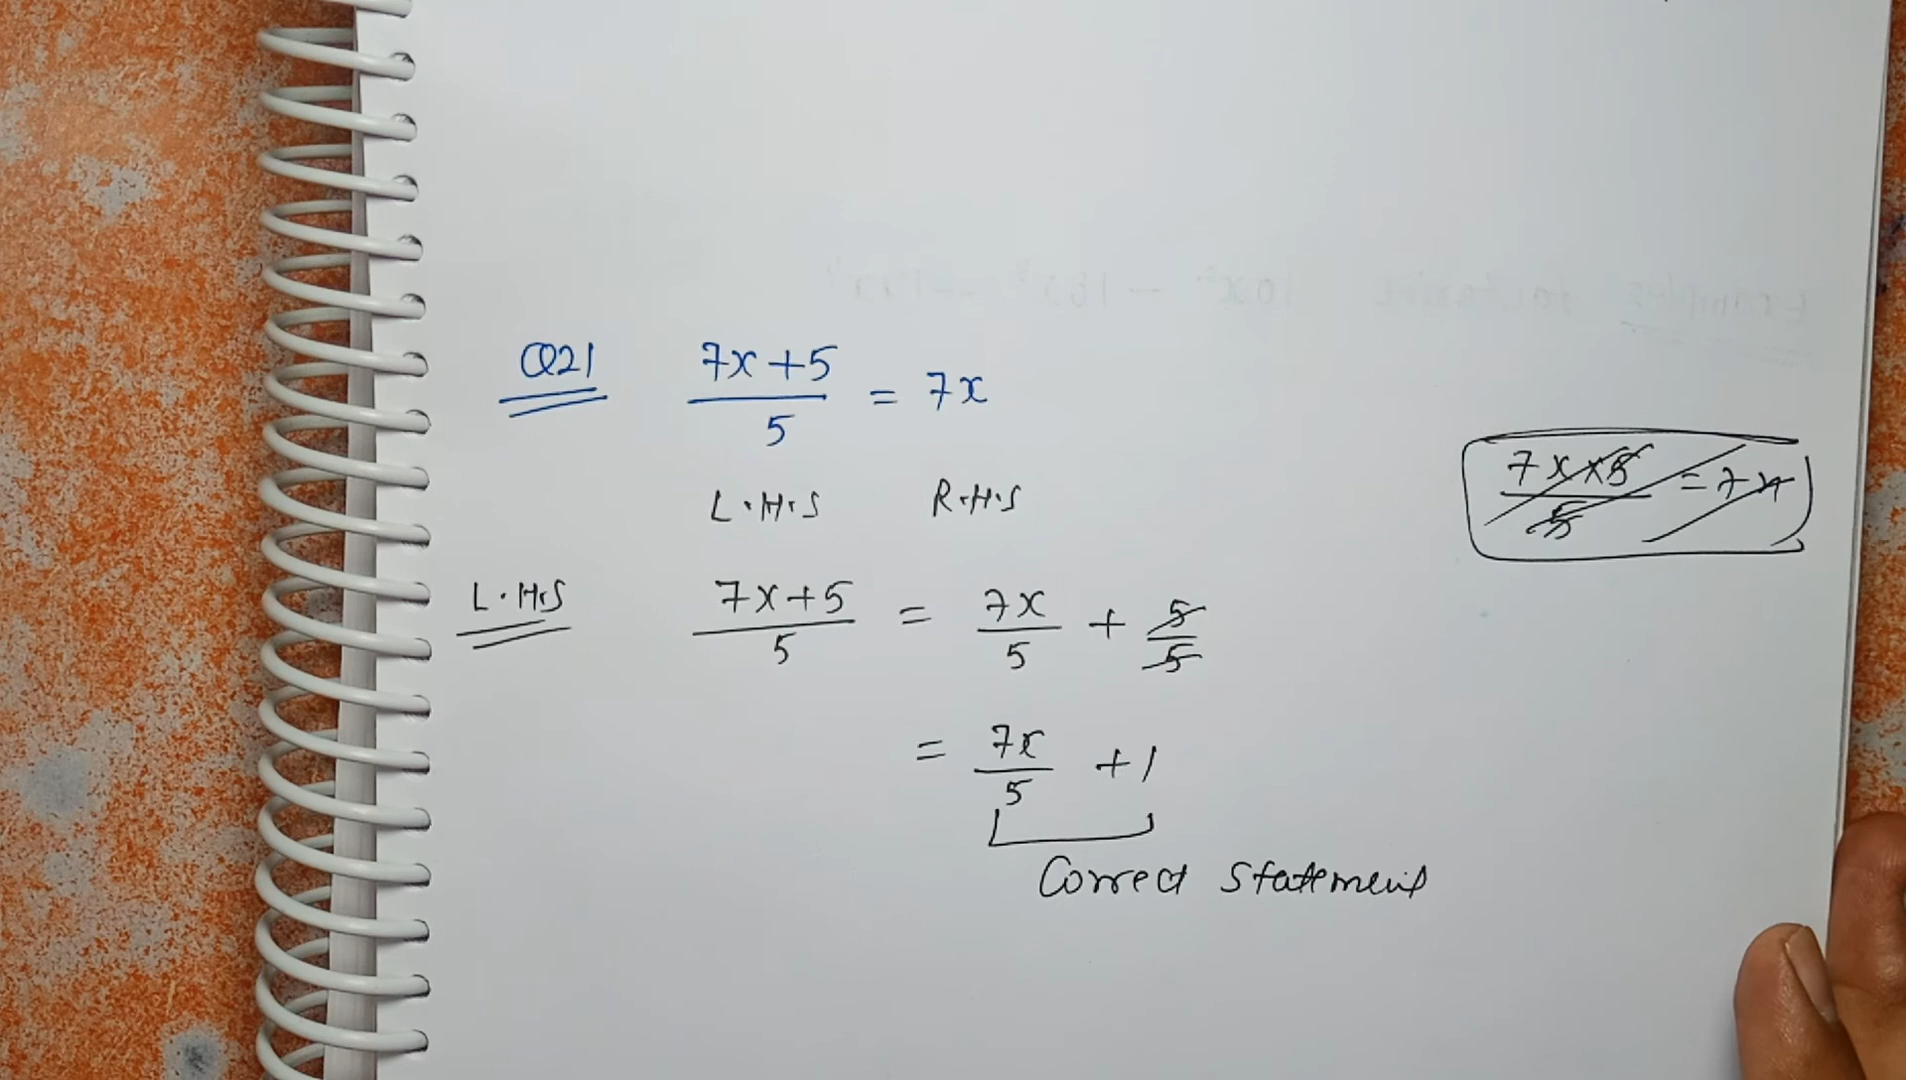 Q21 (7x+5)/5 = 7x
L.H.S R.H.S
7x×5/5 = 7x
L.H.S (7x+5)/5 = 7x/5 + 5/5
= 7x/5 +1
Correct statement